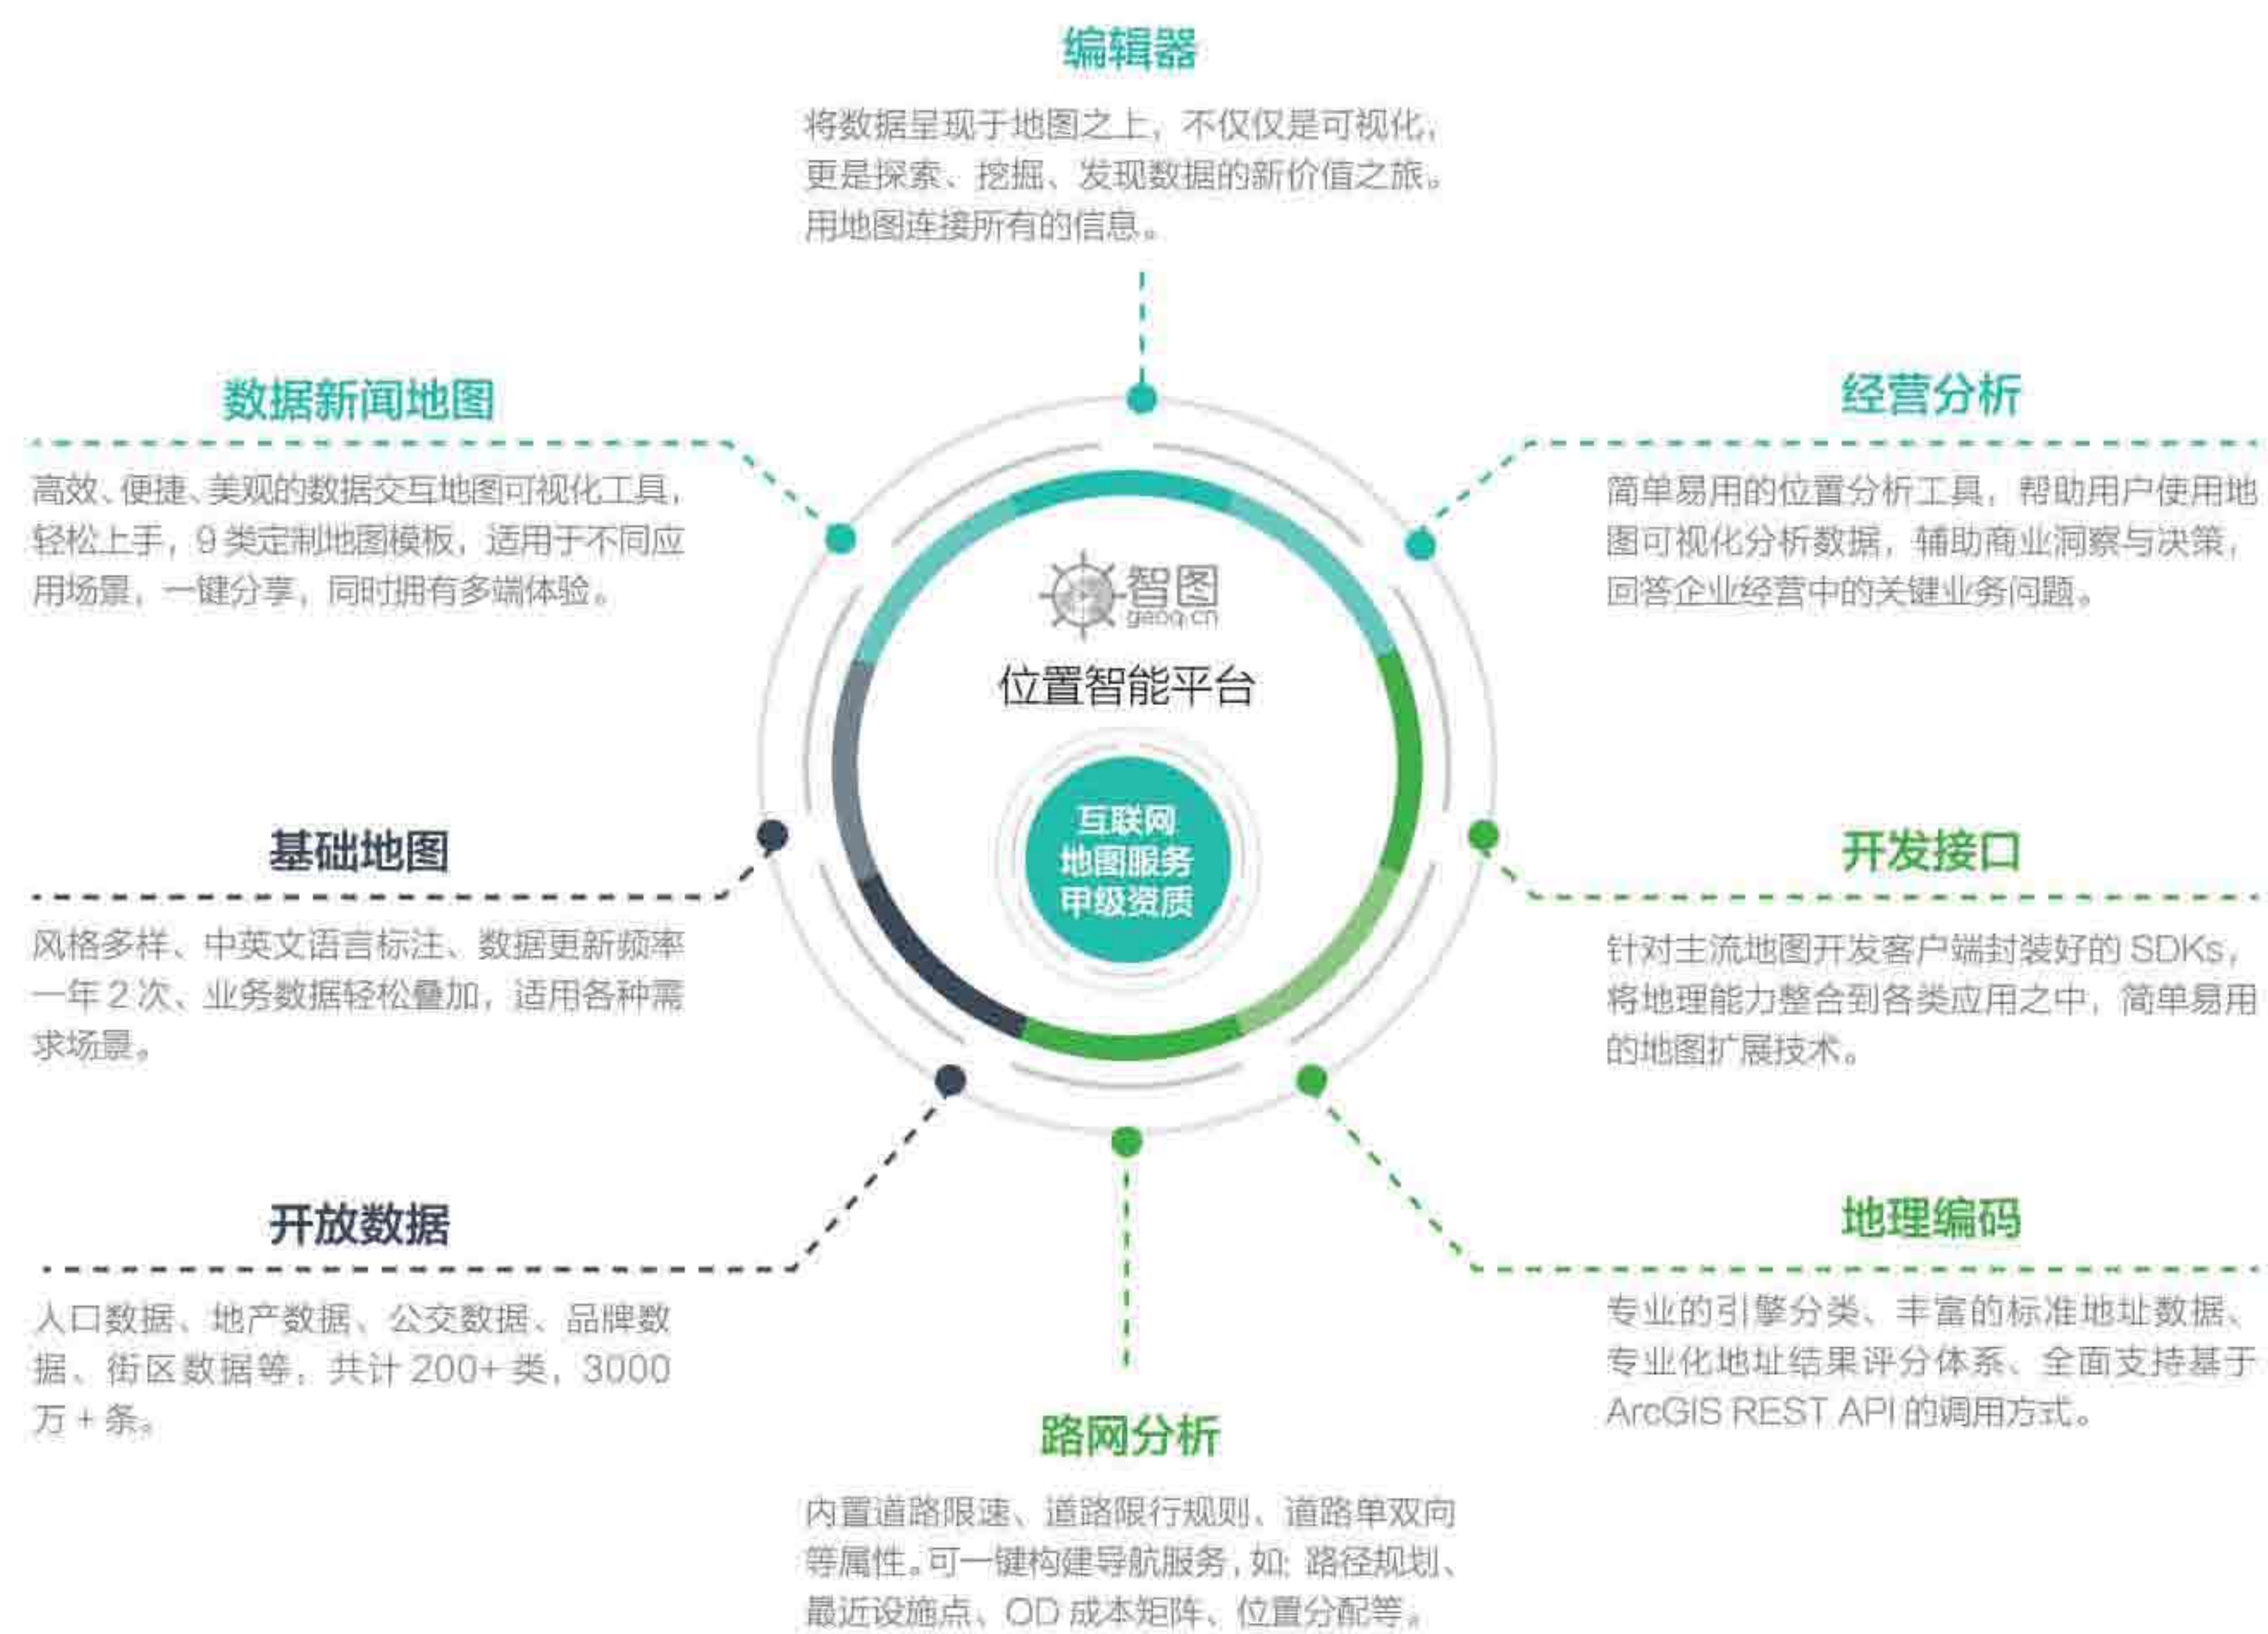 编辑器
将数据呈现于地图之上，不仅仅是可视化，
更是探索、挖掘、发现数据的新价值之旅。
用地图连接所有的信息。
数据新闻地图
高效、便捷、美观的数据交互地图可视化工具，
轻松上手，9 类定制地图模板，适用于不同应
用场景，一键分享，同时拥有多端体验。
经营分析
简单易用的位置分析工具，帮助用户使用地
图可视化分析数据，辅助商业洞察与决策，
回答企业经营中的关键业务问题。
智图
geoq.cn
位置智能平台
互联网
地图服务
甲级资质
基础地图
风格多样、中英文语言标注、数据更新频率
一年 2 次、业务数据轻松叠加，适用各种需
求场景。
开发接口
针对主流地图开发客户端封装好的 SDKs，
将地理能力整合到各类应用之中，简单易用
的地图扩展技术。
开放数据
人口数据、地产数据、公交数据、品牌数
据、街区数据等，共计 200+ 类，3000
万 + 条。
地理编码
专业的引擎分类、丰富的标准地址数据、
专业化地址结果评分体系、全面支持基于
ArcGIS REST API 的调用方式。
路网分析
内置道路限速、道路限行规则、道路单双向
等属性。可一键构建导航服务，如: 路径规划、
最近设施点、OD 成本矩阵、位置分配等。